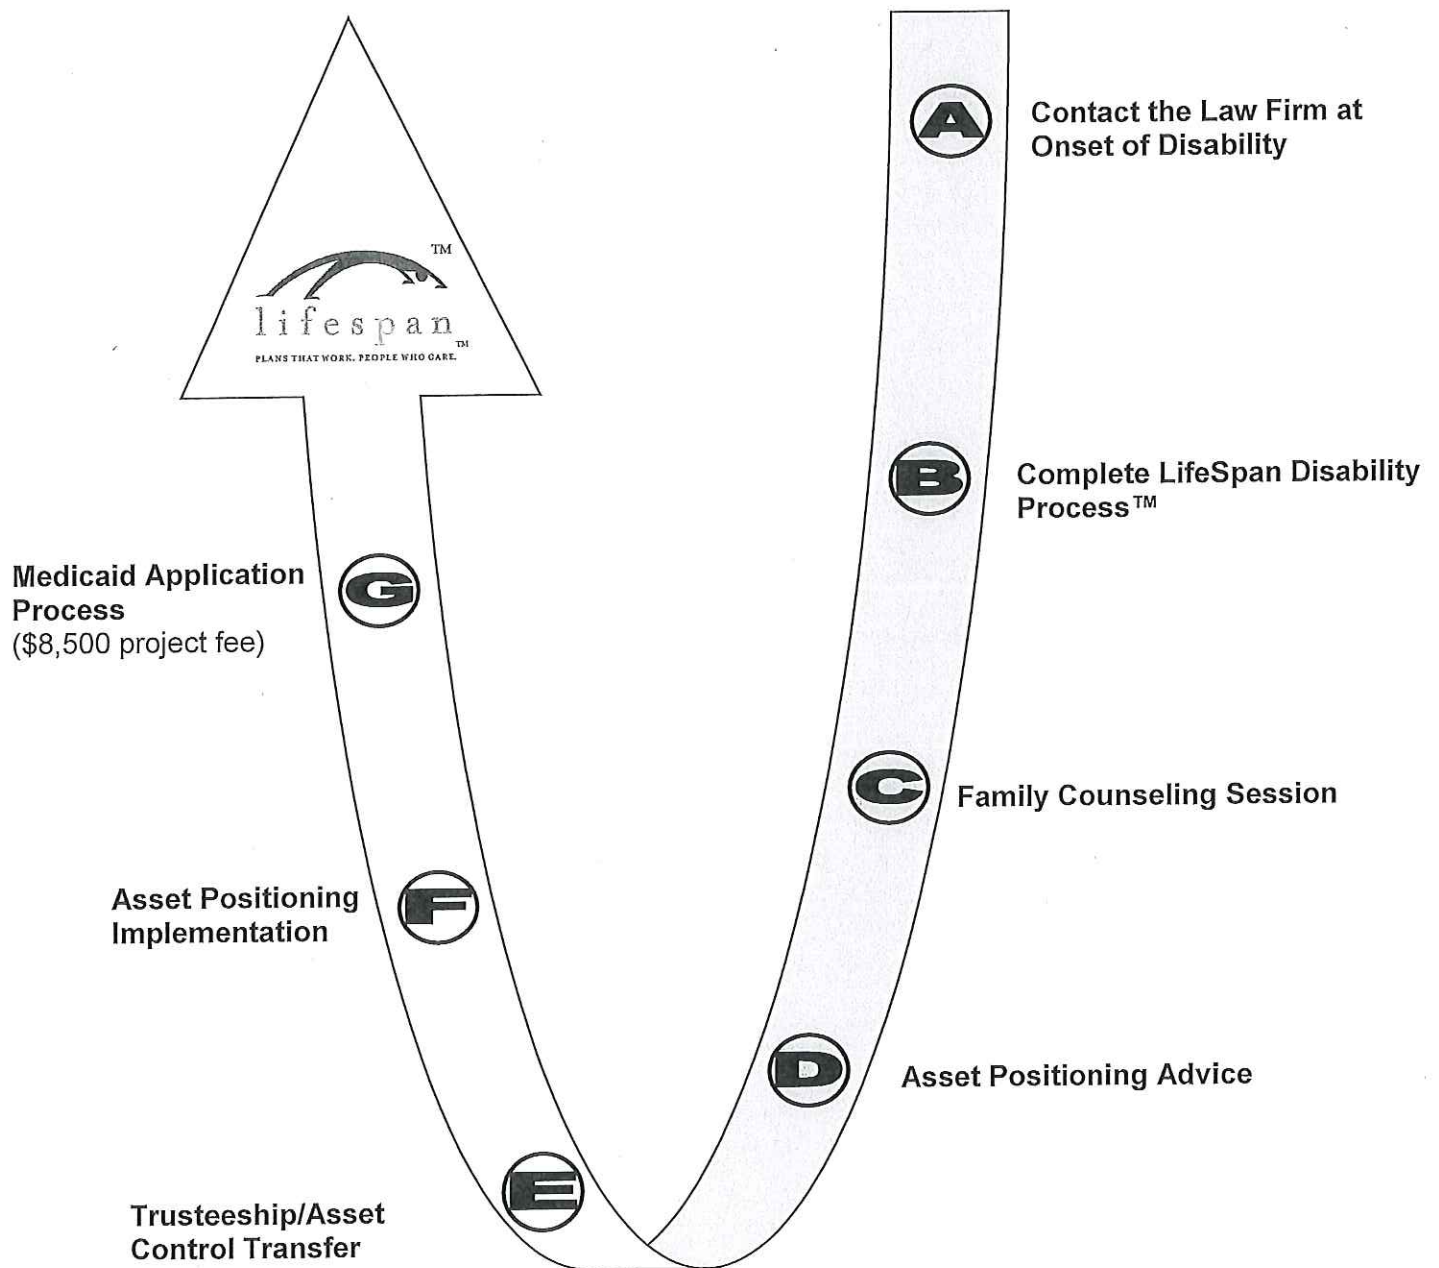 A
Contact the Law Firm at
Onset of Disability
B
Complete LifeSpan Disability
Process™
C
Family Counseling Session
D
Asset Positioning Advice
E
Trusteeship/Asset
Control Transfer
F
Asset Positioning
Implementation
G
Medicaid Application
Process
($8,500 project fee)
™
lifespan™
PLANS THAT WORK. PEOPLE WHO CARE.